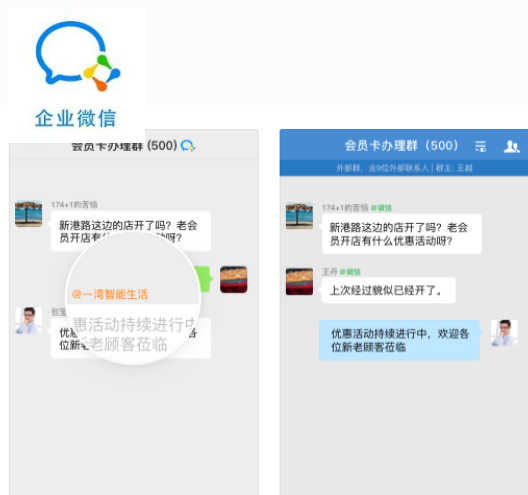 企业微信
会员卡办理群 (500)
174+1的苦恼
新港路这边的店开了吗？老会
员开店有什么优惠活动呀？
@一湾智能生活
惠活动持续进行中
老顾客莅临
会员卡办理群（500）
外部群，含9位外部联系人 | 群主: 王越
174+1的苦恼 @微信
新港路这边的店开了吗？老会
员开店有什么优惠活动呀？
王丹 @微信
上次经过貌似已经开了。
优惠活动持续进行中，欢迎各
位新老顾客莅临